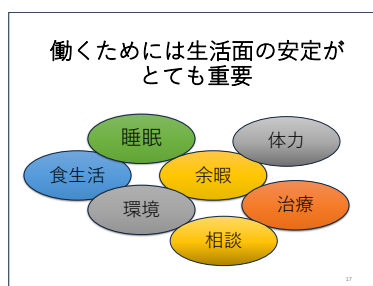 働くためには生活面の安定が
とても重要
睡眠
体力
食生活
余暇
環境
治療
相談
17